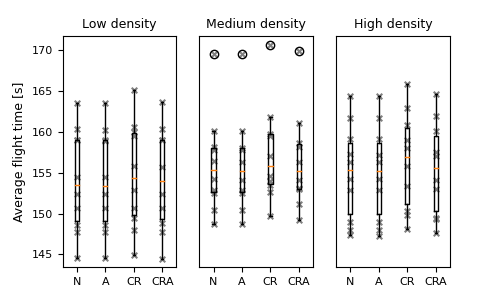 Low density
Medium density
High density
Average flight time [s]
170
165
160
155
150
145
N A CR CRA
N A CR CRA
N A CR CRA